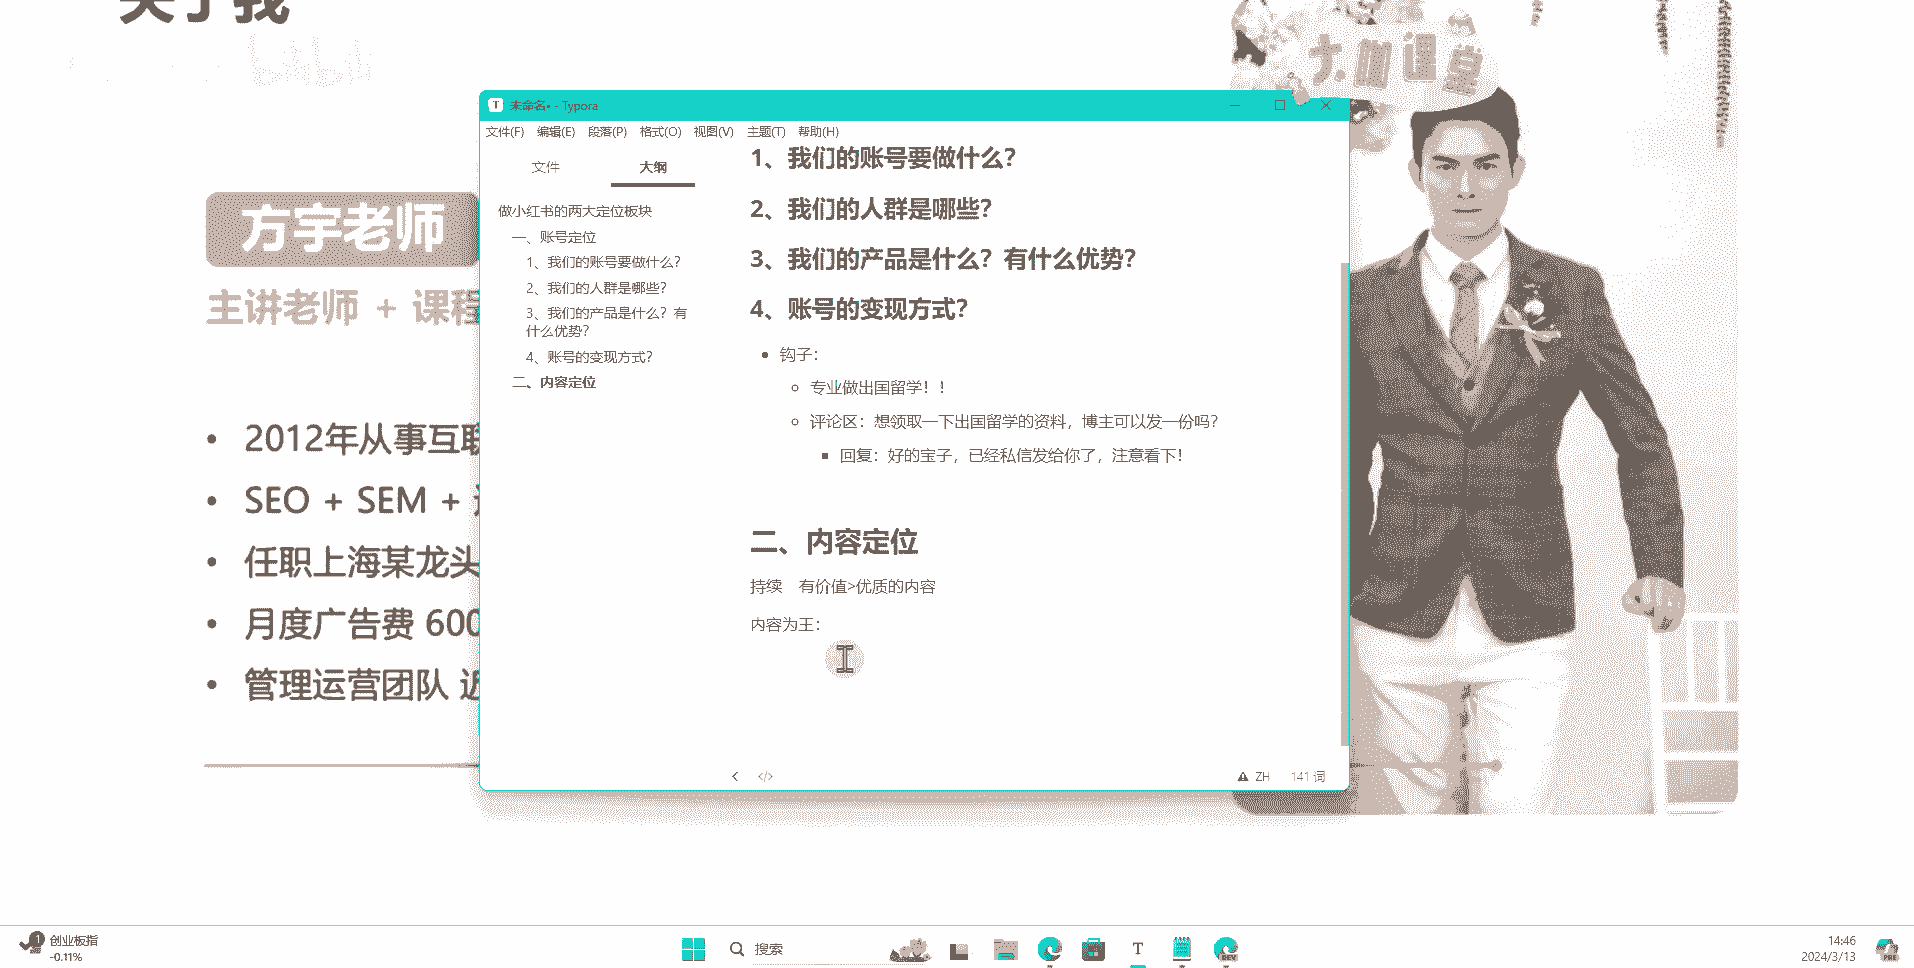 关于我
bilibili
大咖课堂
方宇老师
主讲老师 + 课程
2012年从事互联
SEO + SEM +
任职上海某龙头
月度广告费 600
管理运营团队 近
未命名• - Typora
文件(F) 编辑(E) 段落(P) 格式(O) 视图(V) 主题(T) 帮助(H)
文件 大纲
做小红书的两大定位板块
一、账号定位
1、我们的账号要做什么?
2、我们的人群是哪些?
3、我们的产品是什么? 有
什么优势?
4、账号的变现方式?
二、内容定位
1、我们的账号要做什么?
2、我们的人群是哪些?
3、我们的产品是什么? 有什么优势?
4、账号的变现方式?
钩子:
专业做出国留学! !
评论区: 想领取一下出国留学的资料, 博主可以发一份吗?
回复: 好的宝子, 已经私信发给你了, 注意看下!
二、内容定位
持续 有价值>优质的内容
内容为王:
</> ZH 141 词
1 创业板指
-0.11%
搜索
T
DEV
14:46
2024/3/13
PRE